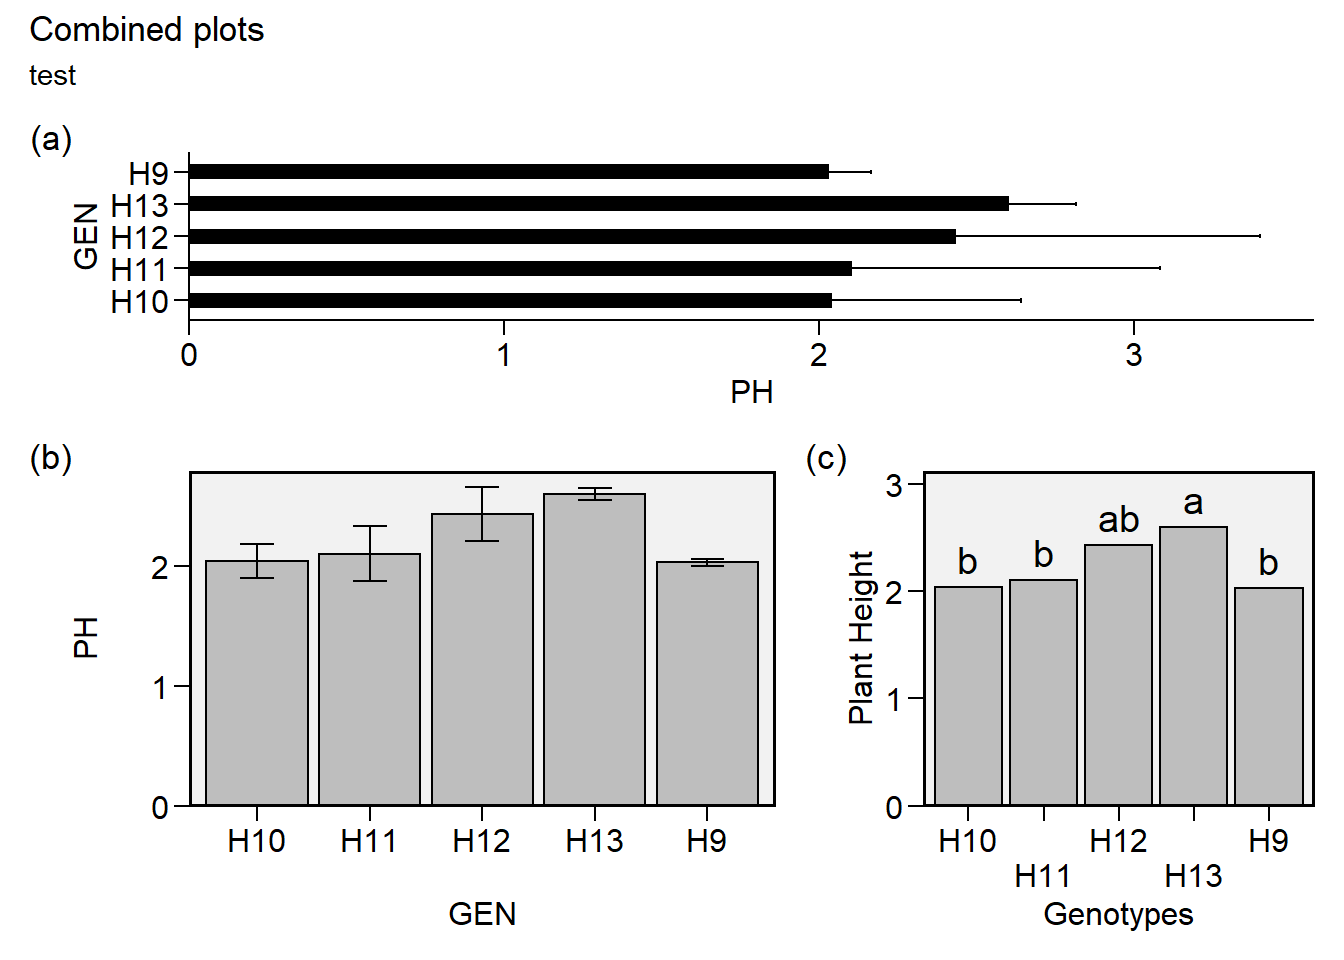 Combined plots
test
(a)
GEN
H9
H13
H12
H11
H10
0 1 2 3
PH
(b)
PH
2
1
0
H10 H11 H12 H13 H9
GEN
(c)
Plant Height
3
2
1
0
b b ab a b
H10 H12 H9
H11 H13
Genotypes